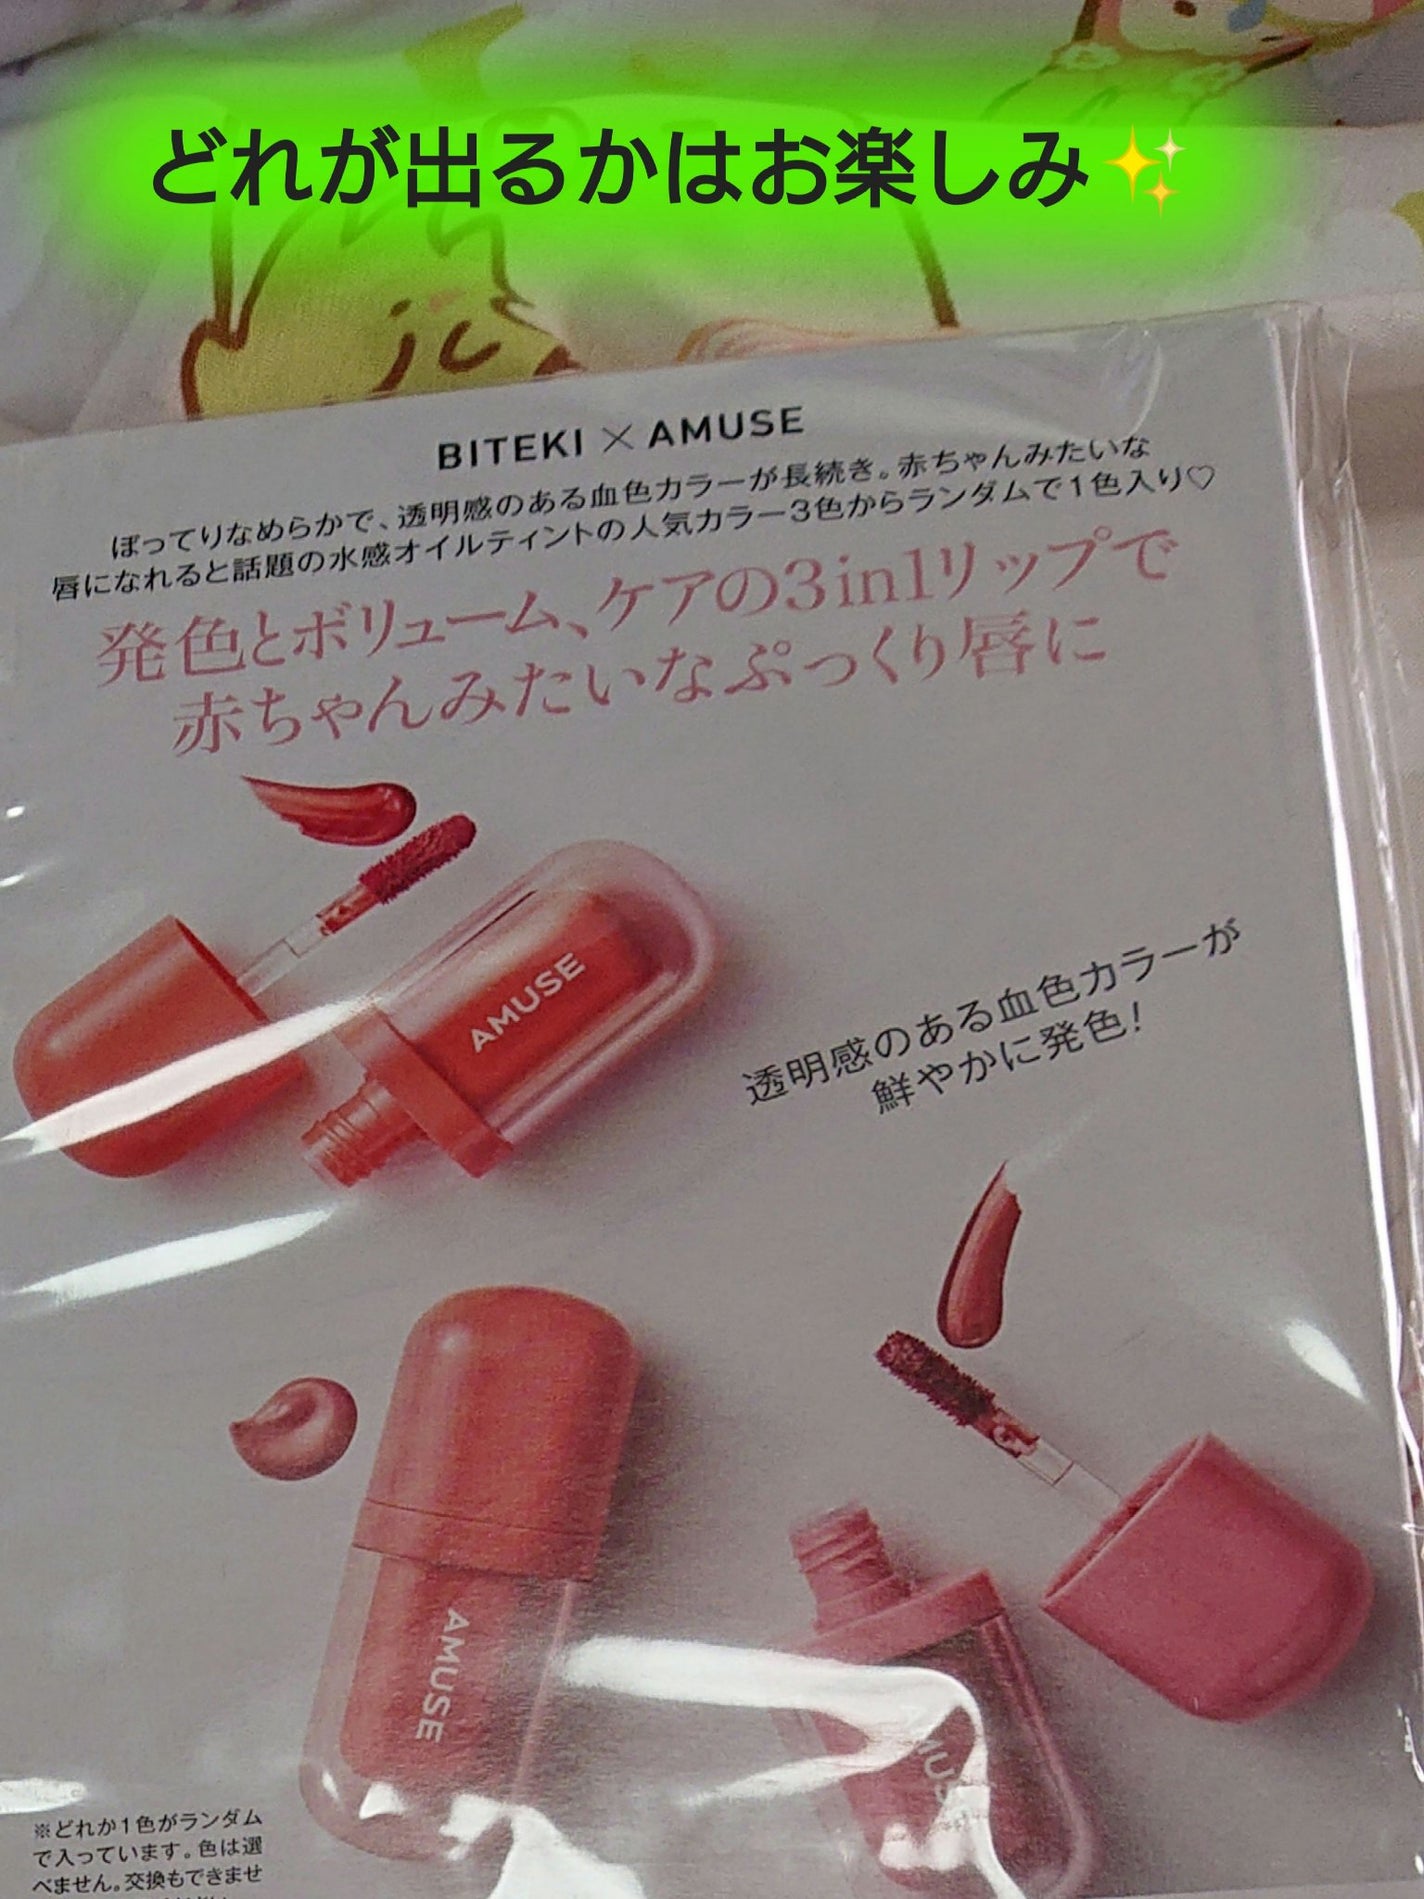 どれが出るかはお楽しみ✨
BITEKI × AMUSE
ぽってりなめらかで、透明感のある血色カラーが長続き。赤ちゃんみたいな
唇になれると話題の水感オイルティントの人気カラー3色からランダムで1色入り♡
発色とボリューム、ケアの3in1リップで
赤ちゃんみたいなぷっくり唇に
AMUSE
透明感のある血色カラーが
鮮やかに発色!
AMUSE
※どれか1色がランダム
で入っています。色は選
べません。交換もできませ